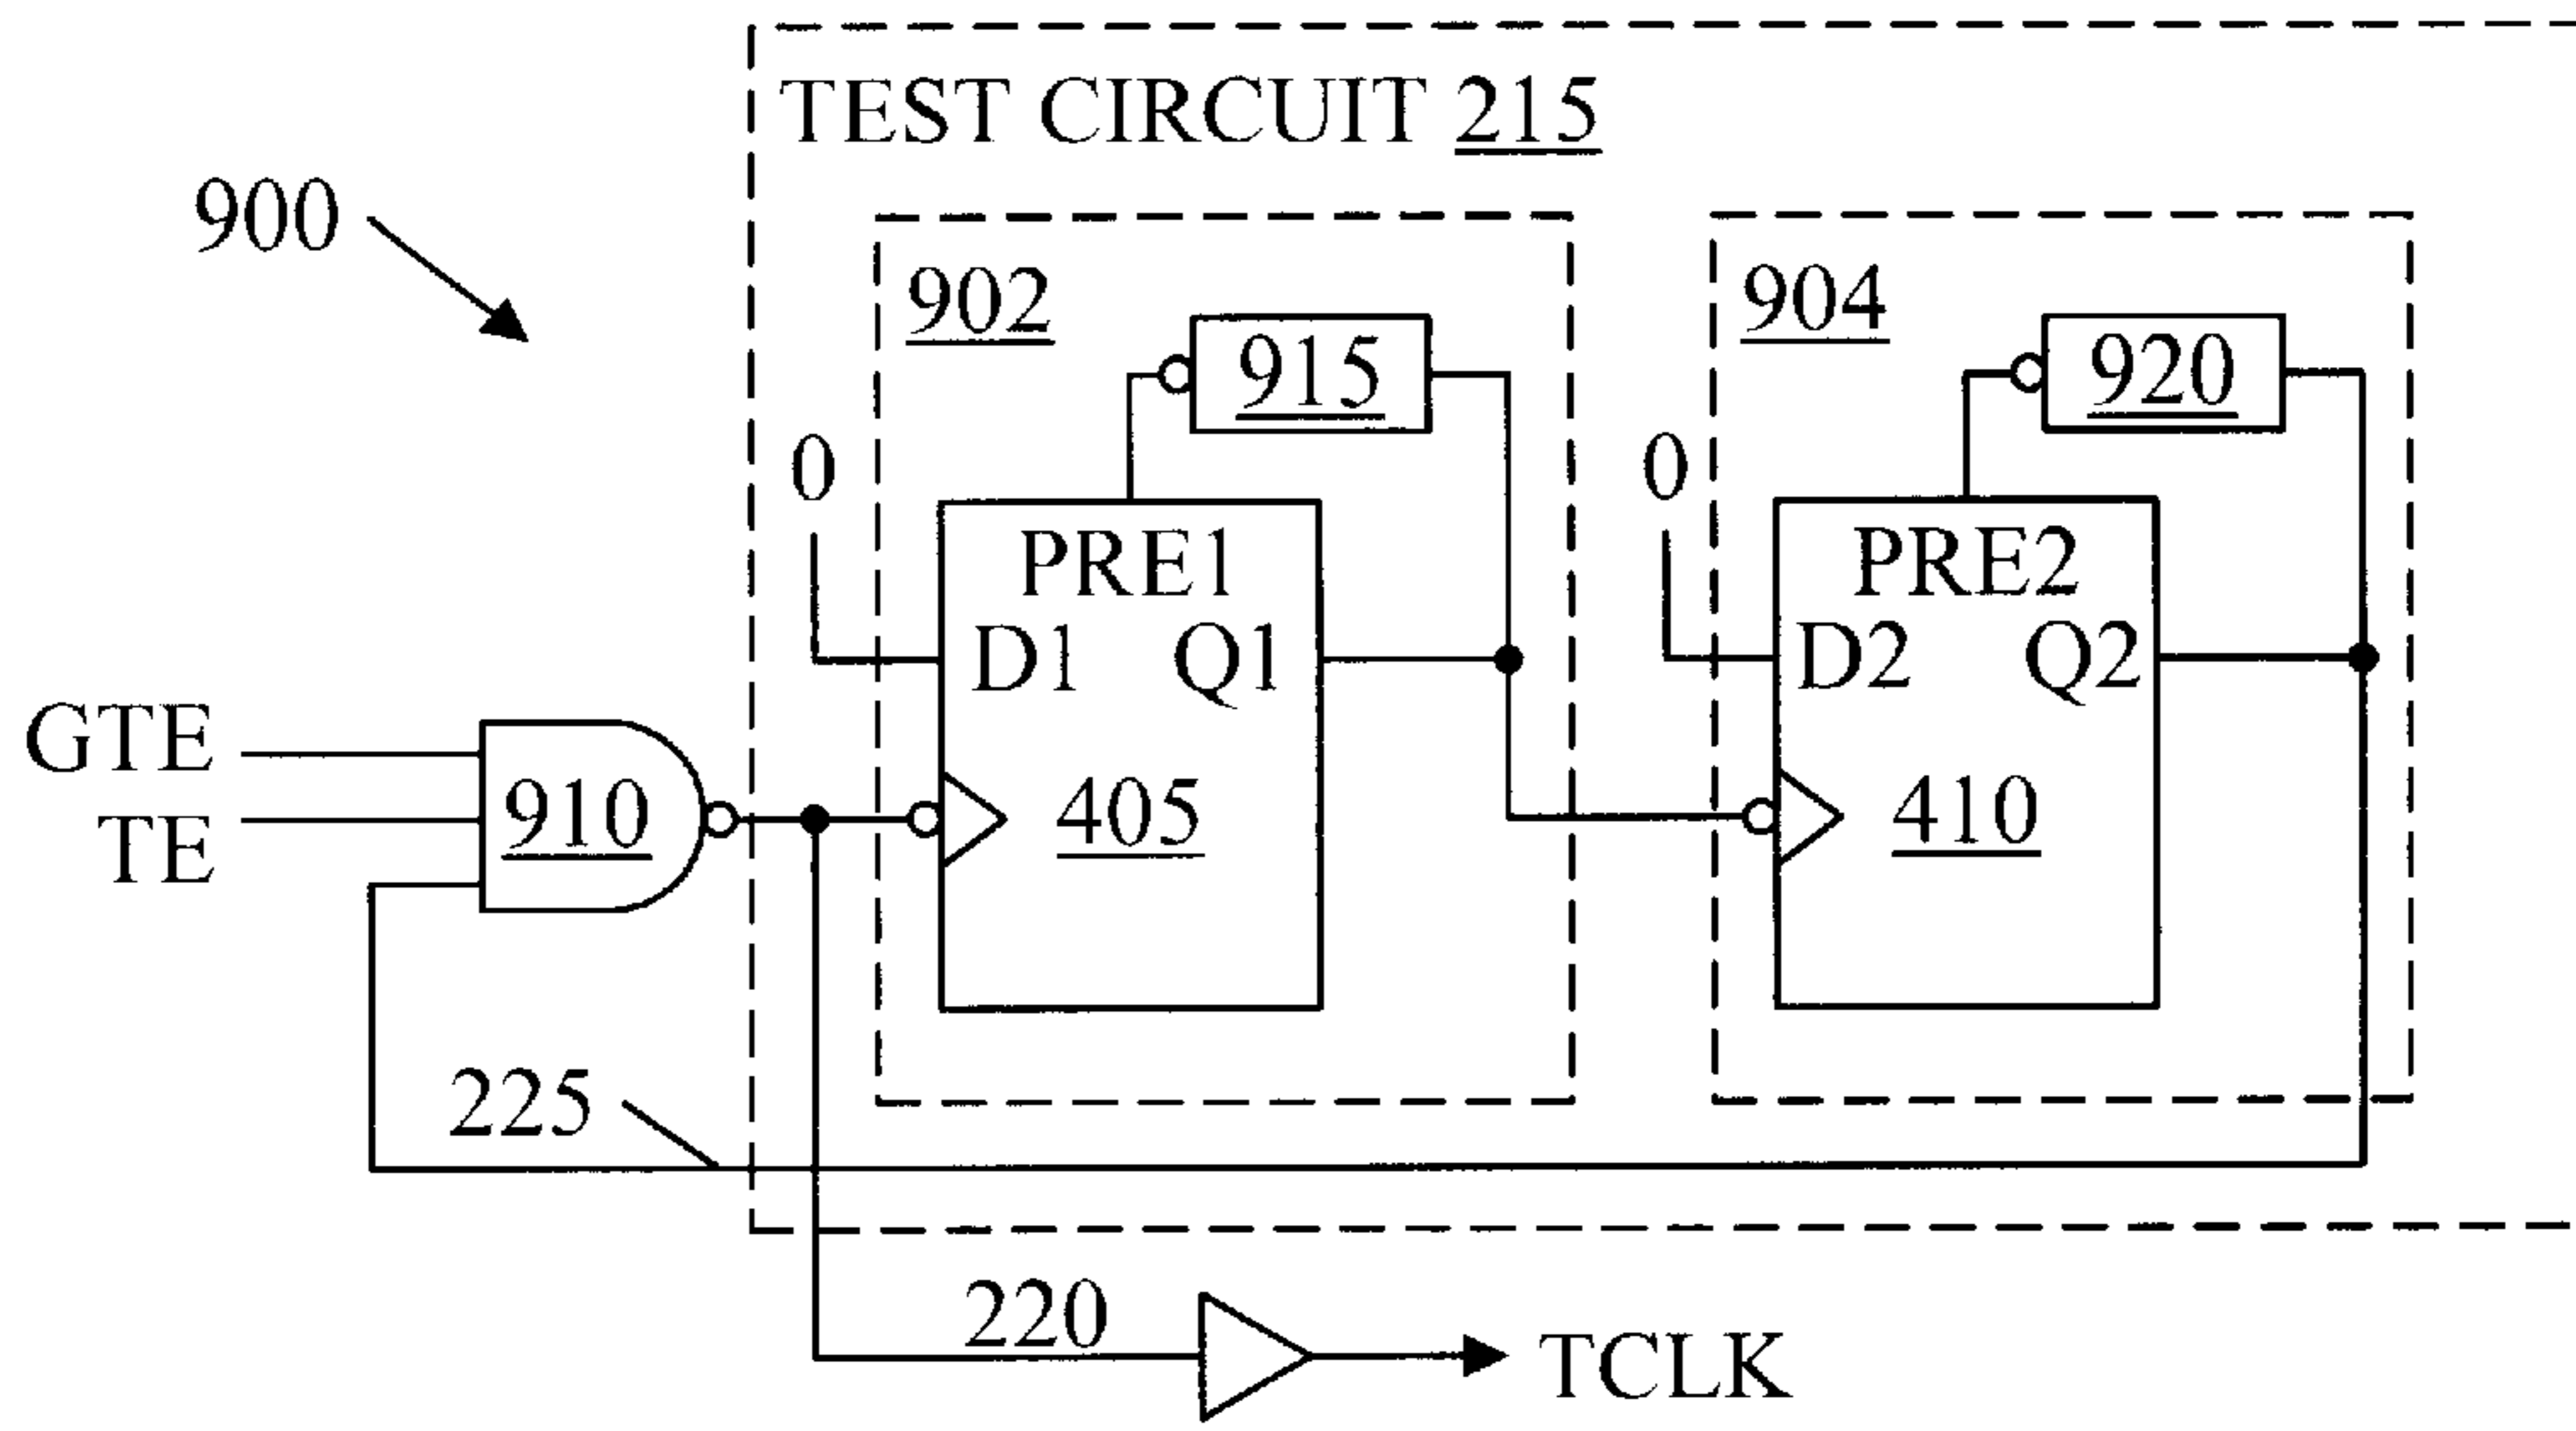 TEST CIRCUIT 215
900
902
904
915
920
0
0
PRE1
PRE2
D1 Q1
D2 Q2
GTE
TE
910
405
410
225
220
TCLK